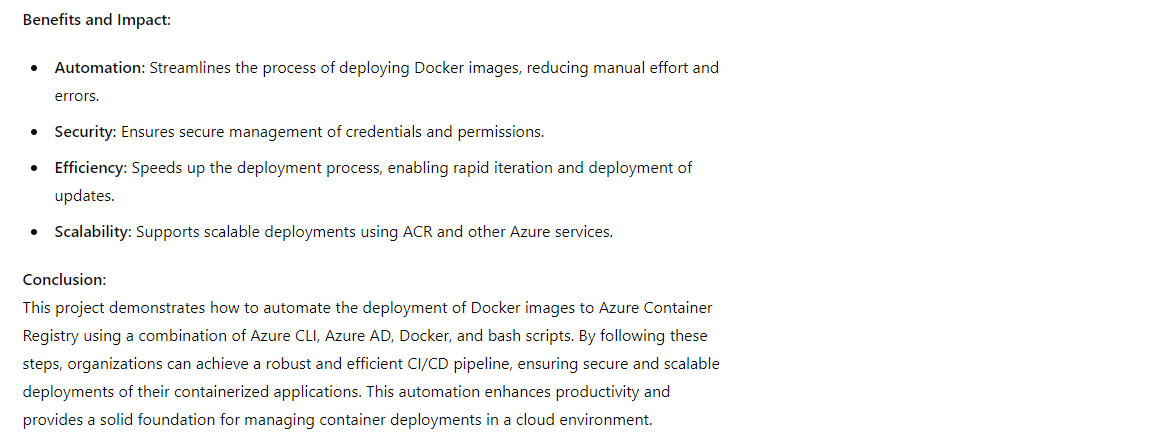 Benefits and Impact:
• Automation: Streamlines the process of deploying Docker images, reducing manual effort and
errors.
• Security: Ensures secure management of credentials and permissions.
• Efficiency: Speeds up the deployment process, enabling rapid iteration and deployment of
updates.
• Scalability: Supports scalable deployments using ACR and other Azure services.
Conclusion:
This project demonstrates how to automate the deployment of Docker images to Azure Container
Registry using a combination of Azure CLI, Azure AD, Docker, and bash scripts. By following these
steps, organizations can achieve a robust and efficient CI/CD pipeline, ensuring secure and scalable
deployments of their containerized applications. This automation enhances productivity and
provides a solid foundation for managing container deployments in a cloud environment.